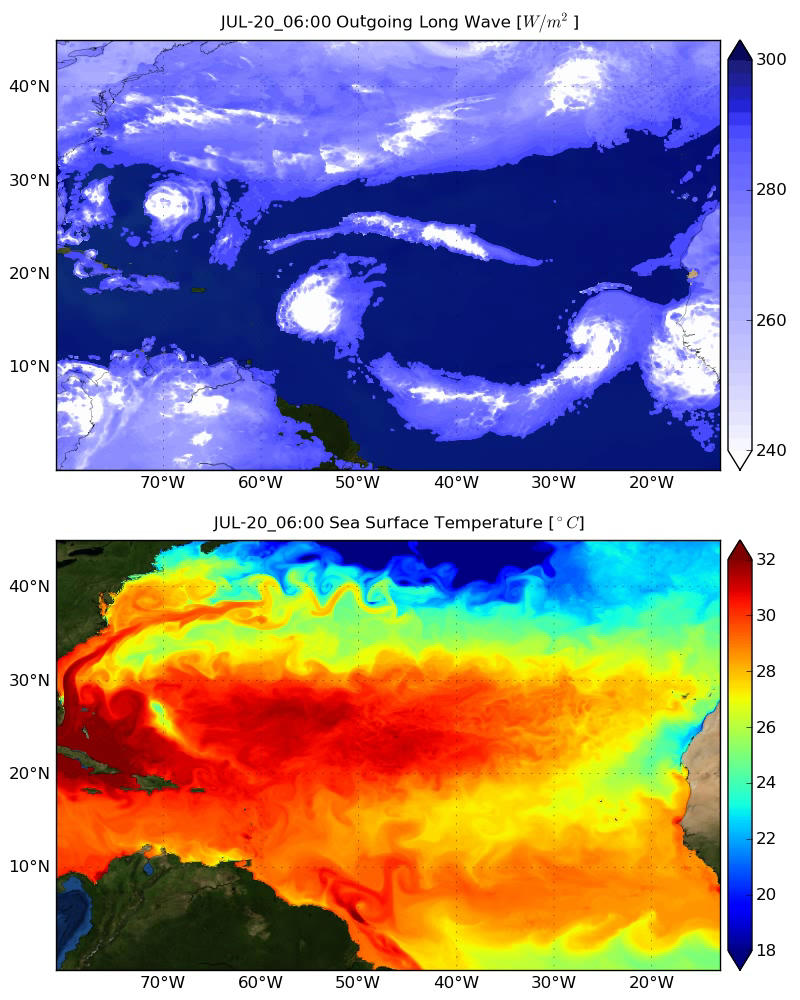 JUL-20_06:00 Outgoing Long Wave [W/m² ]
300
40°N
30°N
280
20°N
260
10°N
240
70°W 60°W 50°W 40°W 30°W 20°W
JUL-20_06:00 Sea Surface Temperature [°C]
32
40°N
30
30°N
28
26
20°N
24
22
10°N
20
18
70°W 60°W 50°W 40°W 30°W 20°W